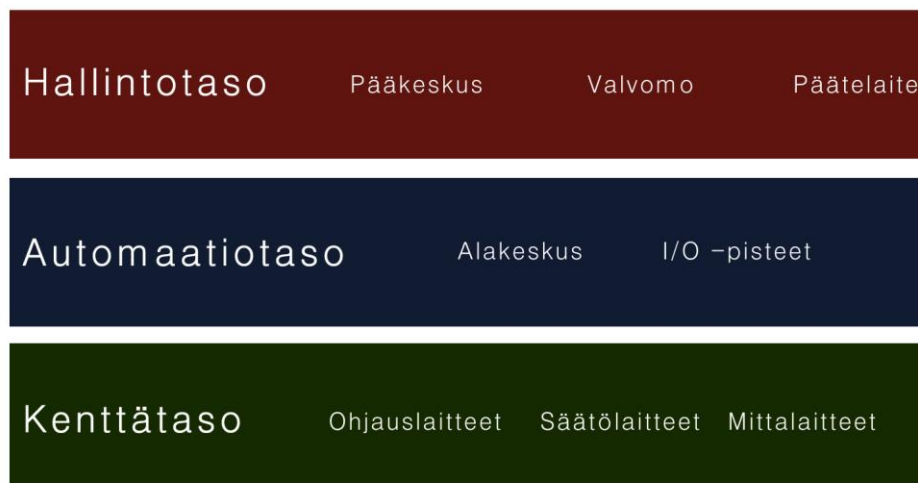 Hallintotaso Pääkeskus Valvomo Päätelaite
Automaatiotaso Alakeskus I/O –pisteet
Kenttätaso Ohjauslaitteet Säätölaitteet Mittalaitteet